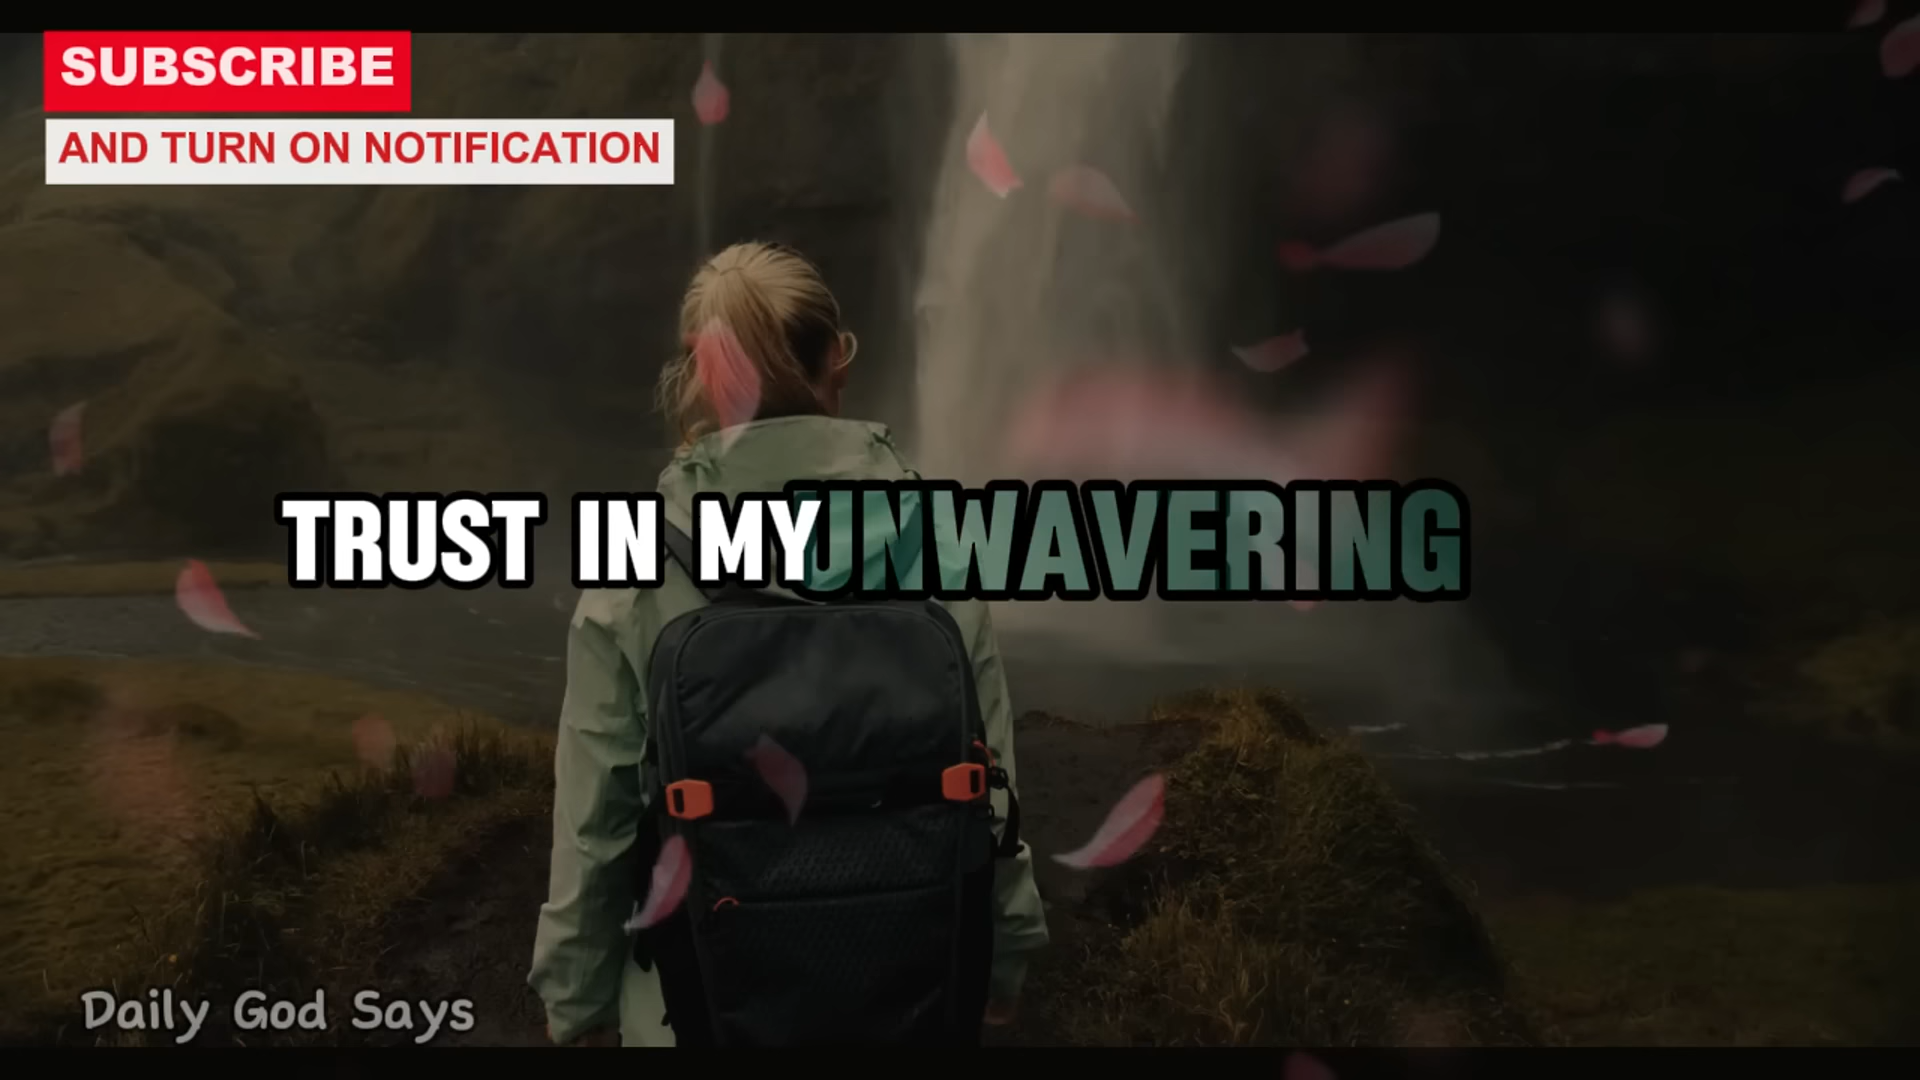 SUBSCRIBE
AND TURN ON NOTIFICATION
TRUST IN MY UNWAVERING
Daily God Says